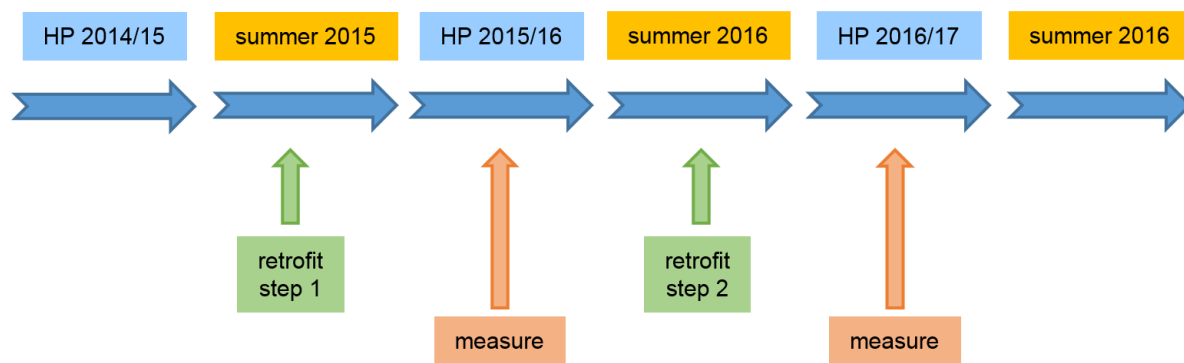 HP 2014/15
summer 2015
HP 2015/16
summer 2016
HP 2016/17
summer 2016
retrofit
step 1
retrofit
step 2
measure
measure